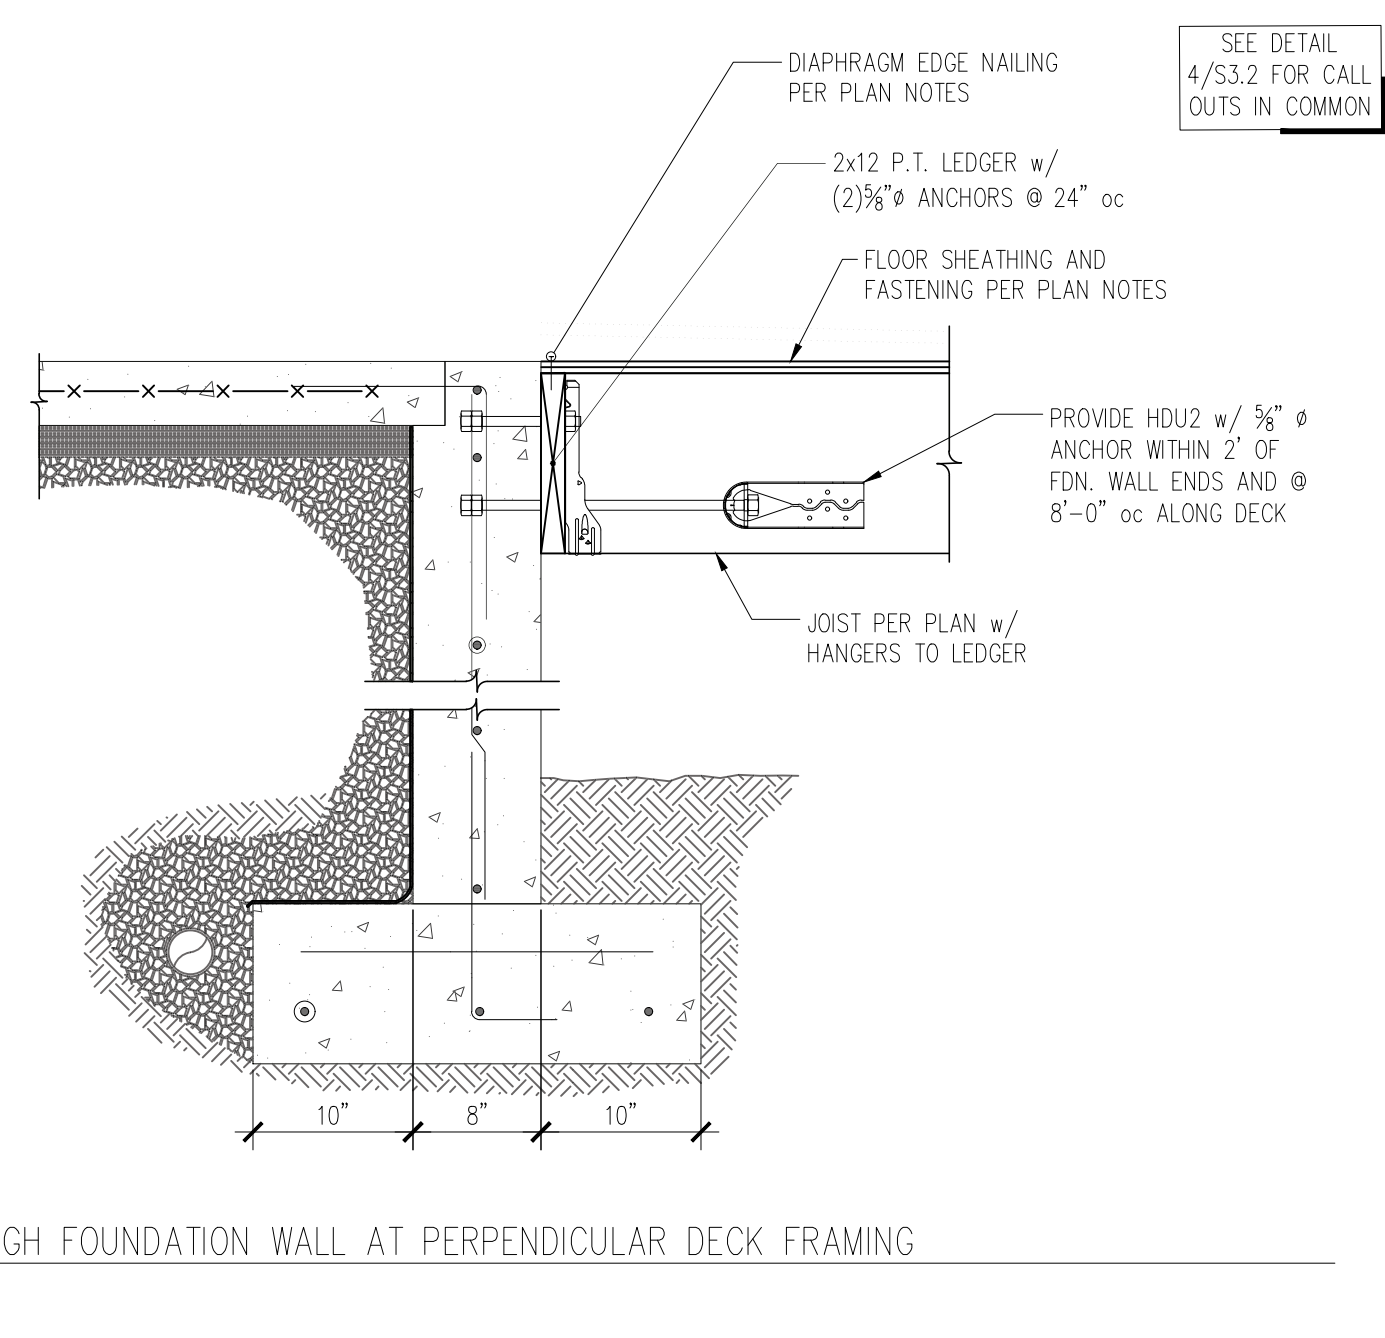 SEE DETAIL
4/S3.2 FOR CALL
OUTS IN COMMON
DIAPHRAGM EDGE NAILING
PER PLAN NOTES
2x12 P.T. LEDGER w/
(2)⅝"ø ANCHORS @ 24" oc
FLOOR SHEATHING AND
FASTENING PER PLAN NOTES
PROVIDE HDU2 w/ ⅝" ø
ANCHOR WITHIN 2' OF
FDN. WALL ENDS AND @
8'-0" oc ALONG DECK
JOIST PER PLAN w/
HANGERS TO LEDGER
10" 8" 10"
GH FOUNDATION WALL AT PERPENDICULAR DECK FRAMING